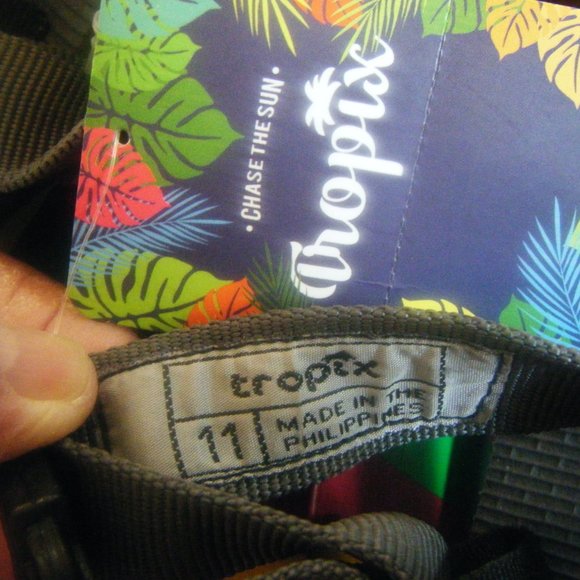 • CHASE THE SUN •
Tropix
tropix
11
MADE IN THE
PHILIPPINES